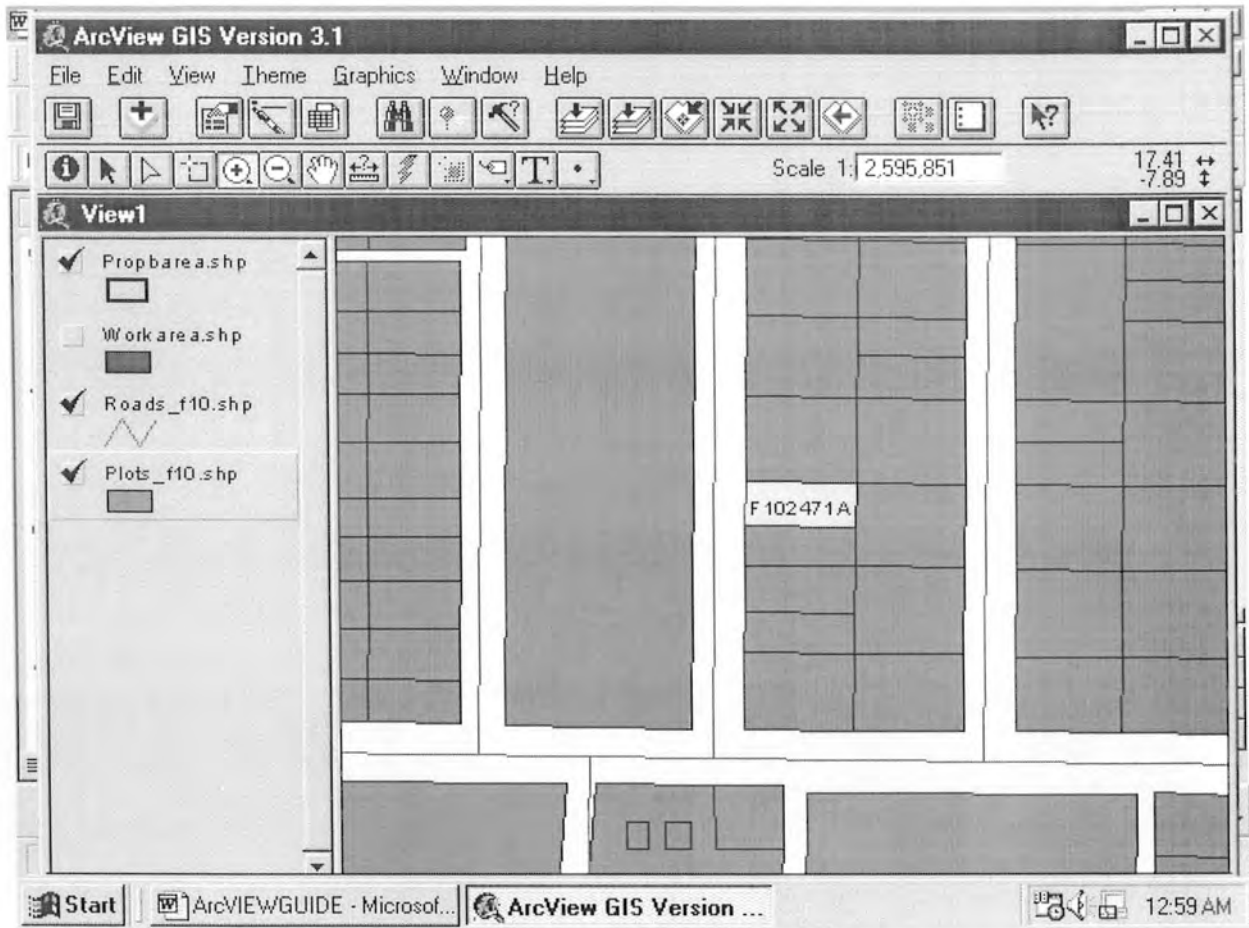 ArcView GIS Version 3.1
File Edit View Theme Graphics Window Help
Scale 1: 2,595,851
17.41
-7.89
View1
Propbarea.shp
Workarea.shp
Roads_f10.shp
Plots_f10.shp
F102471A
Start ArcVIEWGUIDE - Microsof... ArcView GIS Version ... 12:59 AM